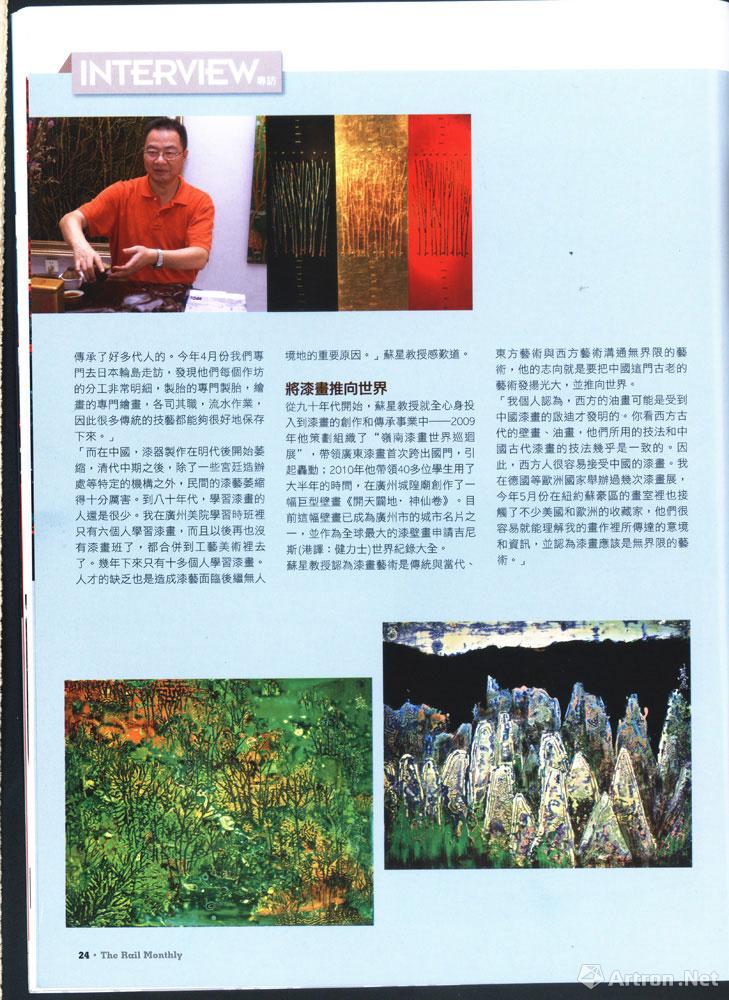 INTERVIEW 專訪
傳承了好多代人的。今年4月份我們專
門去日本輪島走訪，發現他們每個作坊
的分工非常明細，製胎的專門製胎，繪
畫的專門繪畫，各司其職，流水作業，
因此很多傳統的技藝都能夠很好地保存
下來。」
「而在中國，漆器製作在明代後開始萎
縮，清代中期之後，除了一些宮廷造辦
處等特定的機構之外，民間的漆藝萎縮
得十分厲害。到八十年代，學習漆畫的
人還是很少。我在廣州美院學習時班裡
只有六個人學習漆畫，而且以後再也沒
有漆畫班了，都合併到工藝美術裡去
了。幾年下來只有十多個人學習漆畫。
人才的缺乏也是造成漆藝面臨後繼無人
境地的重要原因。」蘇星教授感歎道。
將漆畫推向世界
從九十年代開始，蘇星教授就全心身投
入到漆畫的創作和傳承事業中──2009
年他策劃組織了“嶺南漆畫世界巡迴
展”，帶領廣東漆畫首次跨出國門，引
起轟動；2010年他帶領40多位學生用了
大半年的時間，在廣州城隍廟創作了一
幅巨型壁畫《開天闢地·神仙卷》。目
前這幅壁畫已成為廣州市的城市名片之
一，並作為全球最大的漆壁畫申請吉尼
斯(港譯：健力士)世界紀錄大全。
蘇星教授認為漆畫藝術是傳統與當代、
東方藝術與西方藝術溝通無界限的藝
術，他的志向就是要把中國這門古老的
藝術發揚光大，並推向世界。
「我個人認為，西方的油畫可能是受到
中國漆畫的啟迪才發明的。你看西方古
代的壁畫、油畫，他們所用的技法和中
國古代漆畫的技法幾乎是一致的。因
此，西方人很容易接受中國的漆畫。我
在德國等歐洲國家舉辦過幾次漆畫展，
今年5月份在紐約蘇豪區的畫室裡也接
觸了不少美國和歐洲的收藏家，他們很
容易就能理解我的畫作裡所傳達的意境
和資訊，並認為漆畫應該是無界限的藝
術。」
24 · The Rail Monthly
Artron.Net